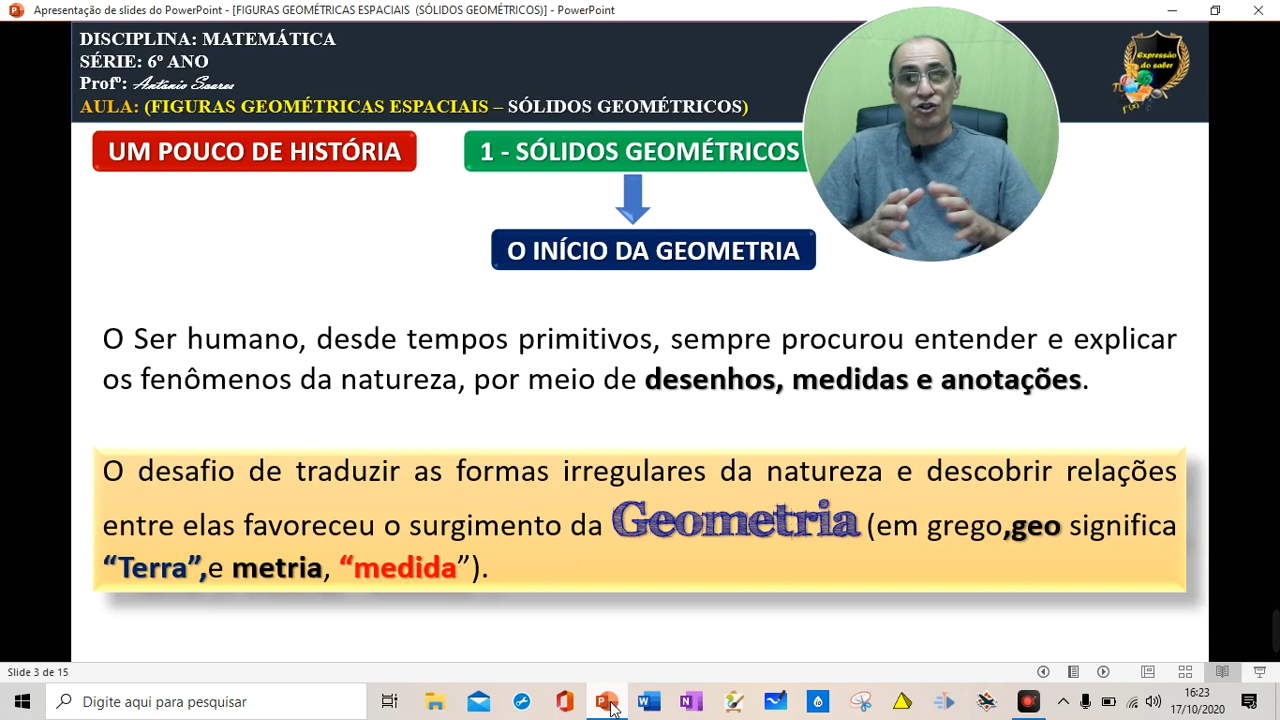 Apresentação de slides do PowerPoint - [FIGURAS GEOMÉTRICAS ESPACIAIS (SÓLIDOS GEOMÉTRICOS)] - PowerPoint
DISCIPLINA: MATEMÁTICA
SÉRIE: 6º ANO
Profº: Antônio Soares
AULA: (FIGURAS GEOMÉTRICAS ESPACIAIS – SÓLIDOS GEOMÉTRICOS)
Expressão
do saber
UM POUCO DE HISTÓRIA
1 - SÓLIDOS GEOMÉTRICOS
O INÍCIO DA GEOMETRIA
O Ser humano, desde tempos primitivos, sempre procurou entender e explicar
os fenômenos da natureza, por meio de desenhos, medidas e anotações.
O desafio de traduzir as formas irregulares da natureza e descobrir relações
entre elas favoreceu o surgimento da Geometria (em grego,geo significa
“Terra”,e metria, “medida”).
Slide 3 de 15
Digite aqui para pesquisar
16:23
17/10/2020